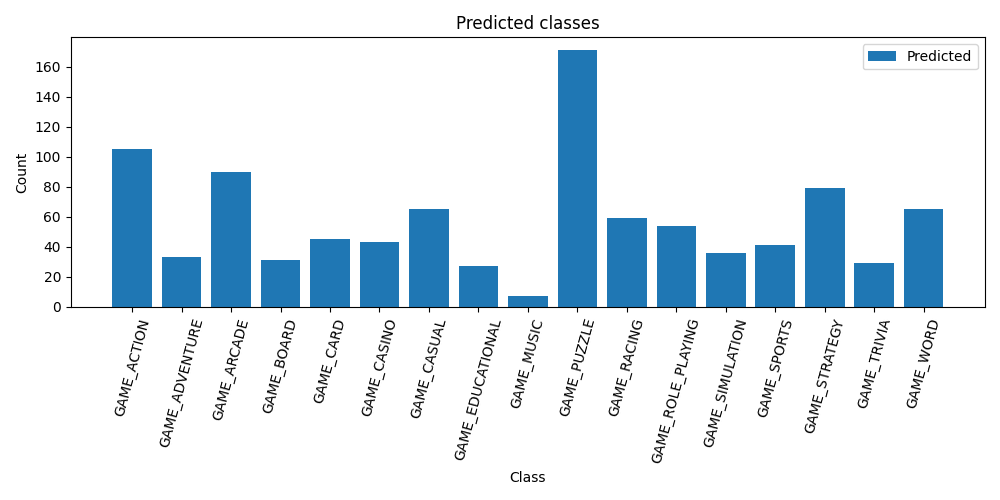 Predicted classes
Predicted
Count
160
140
120
100
80
60
40
20
0
GAME_ACTION
GAME_ADVENTURE
GAME_ARCADE
GAME_BOARD
GAME_CARD
GAME_CASINO
GAME_CASUAL
GAME_EDUCATIONAL
GAME_MUSIC
GAME_PUZZLE
GAME_RACING
GAME_ROLE_PLAYING
GAME_SIMULATION
GAME_SPORTS
GAME_STRATEGY
GAME_TRIVIA
GAME_WORD
Class